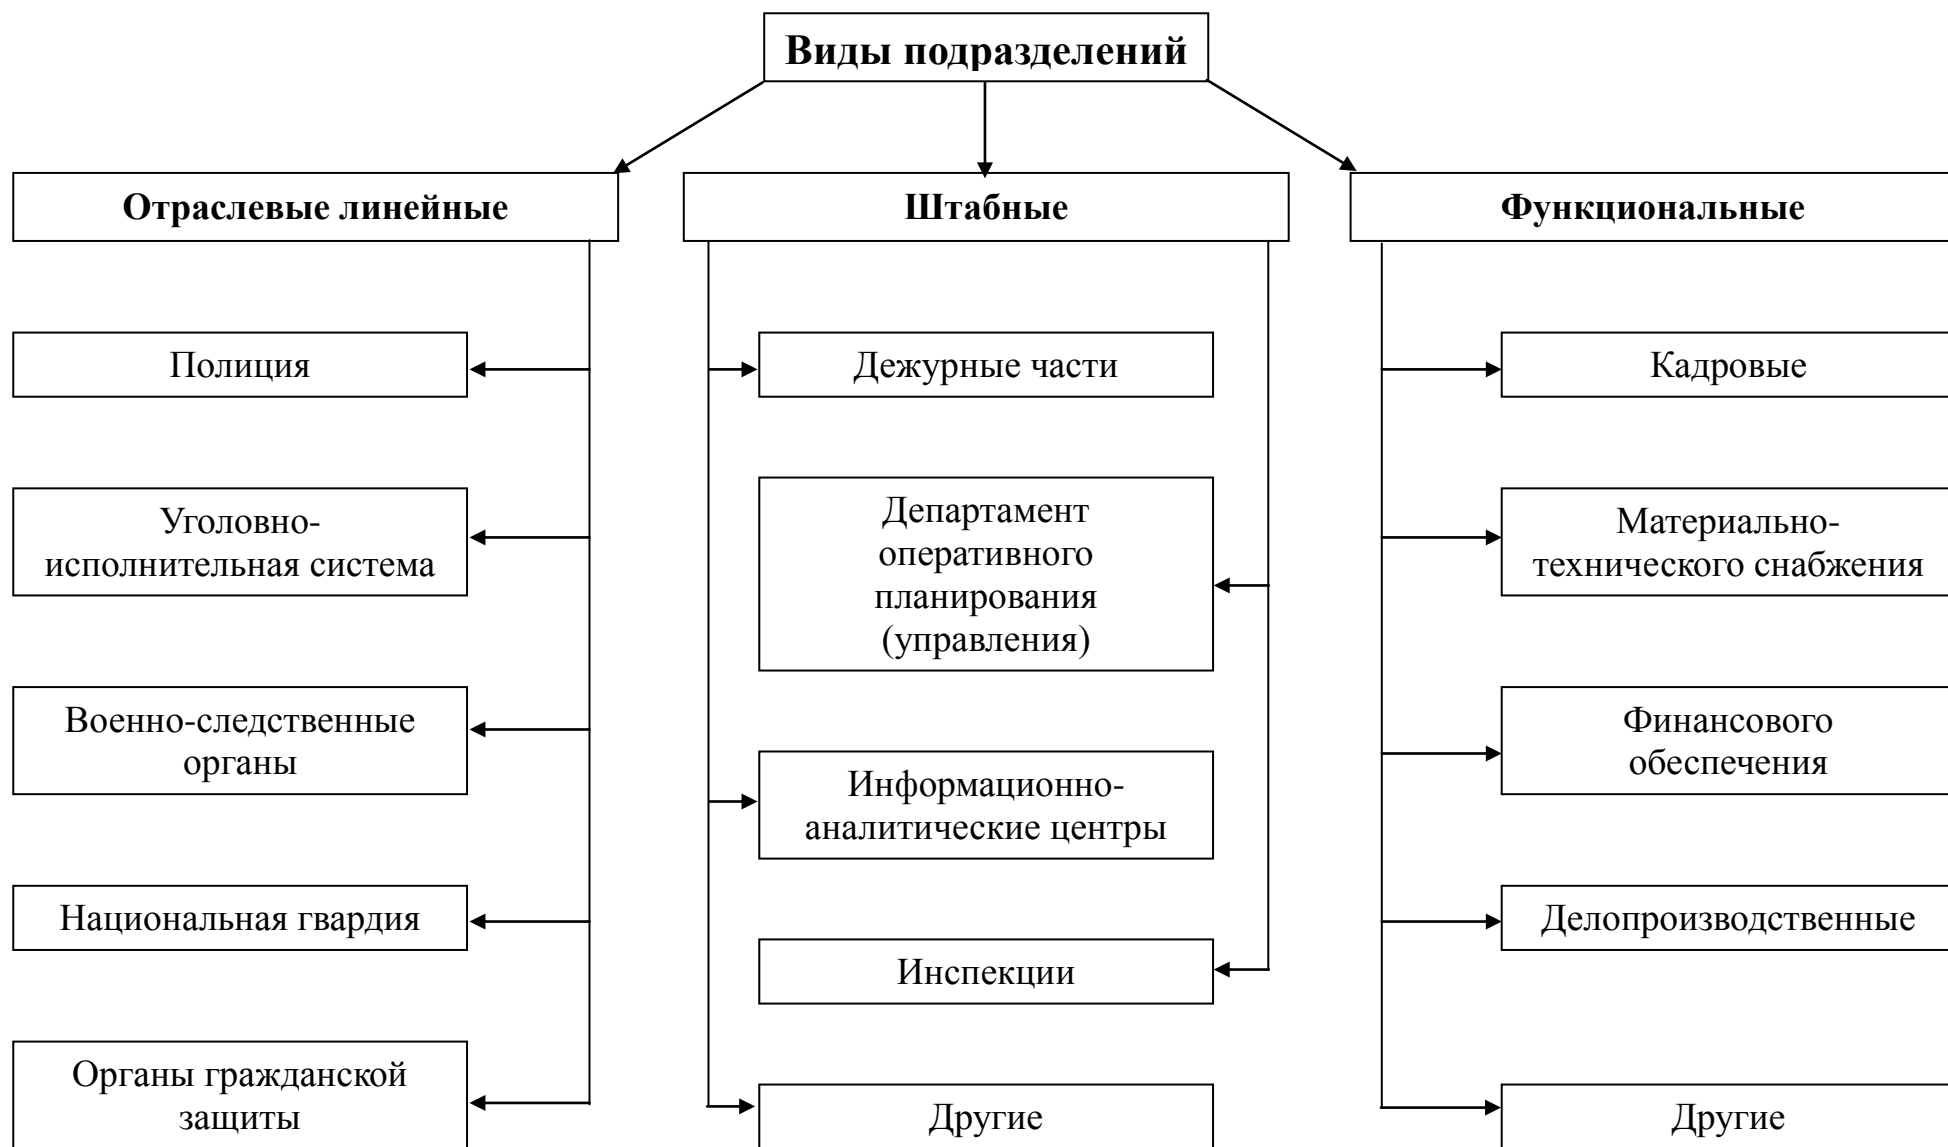 Виды подразделений
Отраслевые линейные
Штабные
Функциональные
Полиция
Уголовно-
исполнительная система
Военно-следственные
органы
Национальная гвардия
Органы гражданской
защиты
Дежурные части
Департамент
оперативного
планирования
(управления)
Информационно-
аналитические центры
Инспекции
Другие
Кадровые
Материально-
технического снабжения
Финансового
обеспечения
Делопроизводственные
Другие